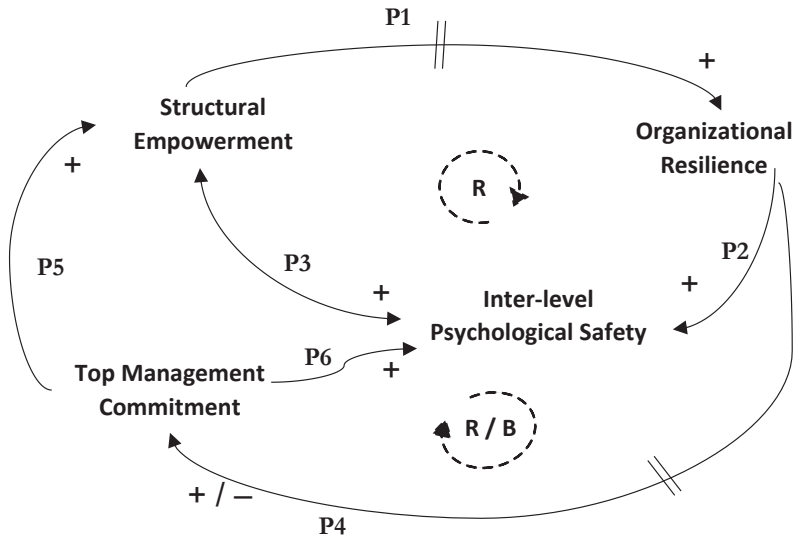 P1
+
Structural
Empowerment
Organizational
Resilience
+
R
P5
P3
P2
+
+
Inter-level
Psychological Safety
P6
+
Top Management
Commitment
R / B
+ / –
P4